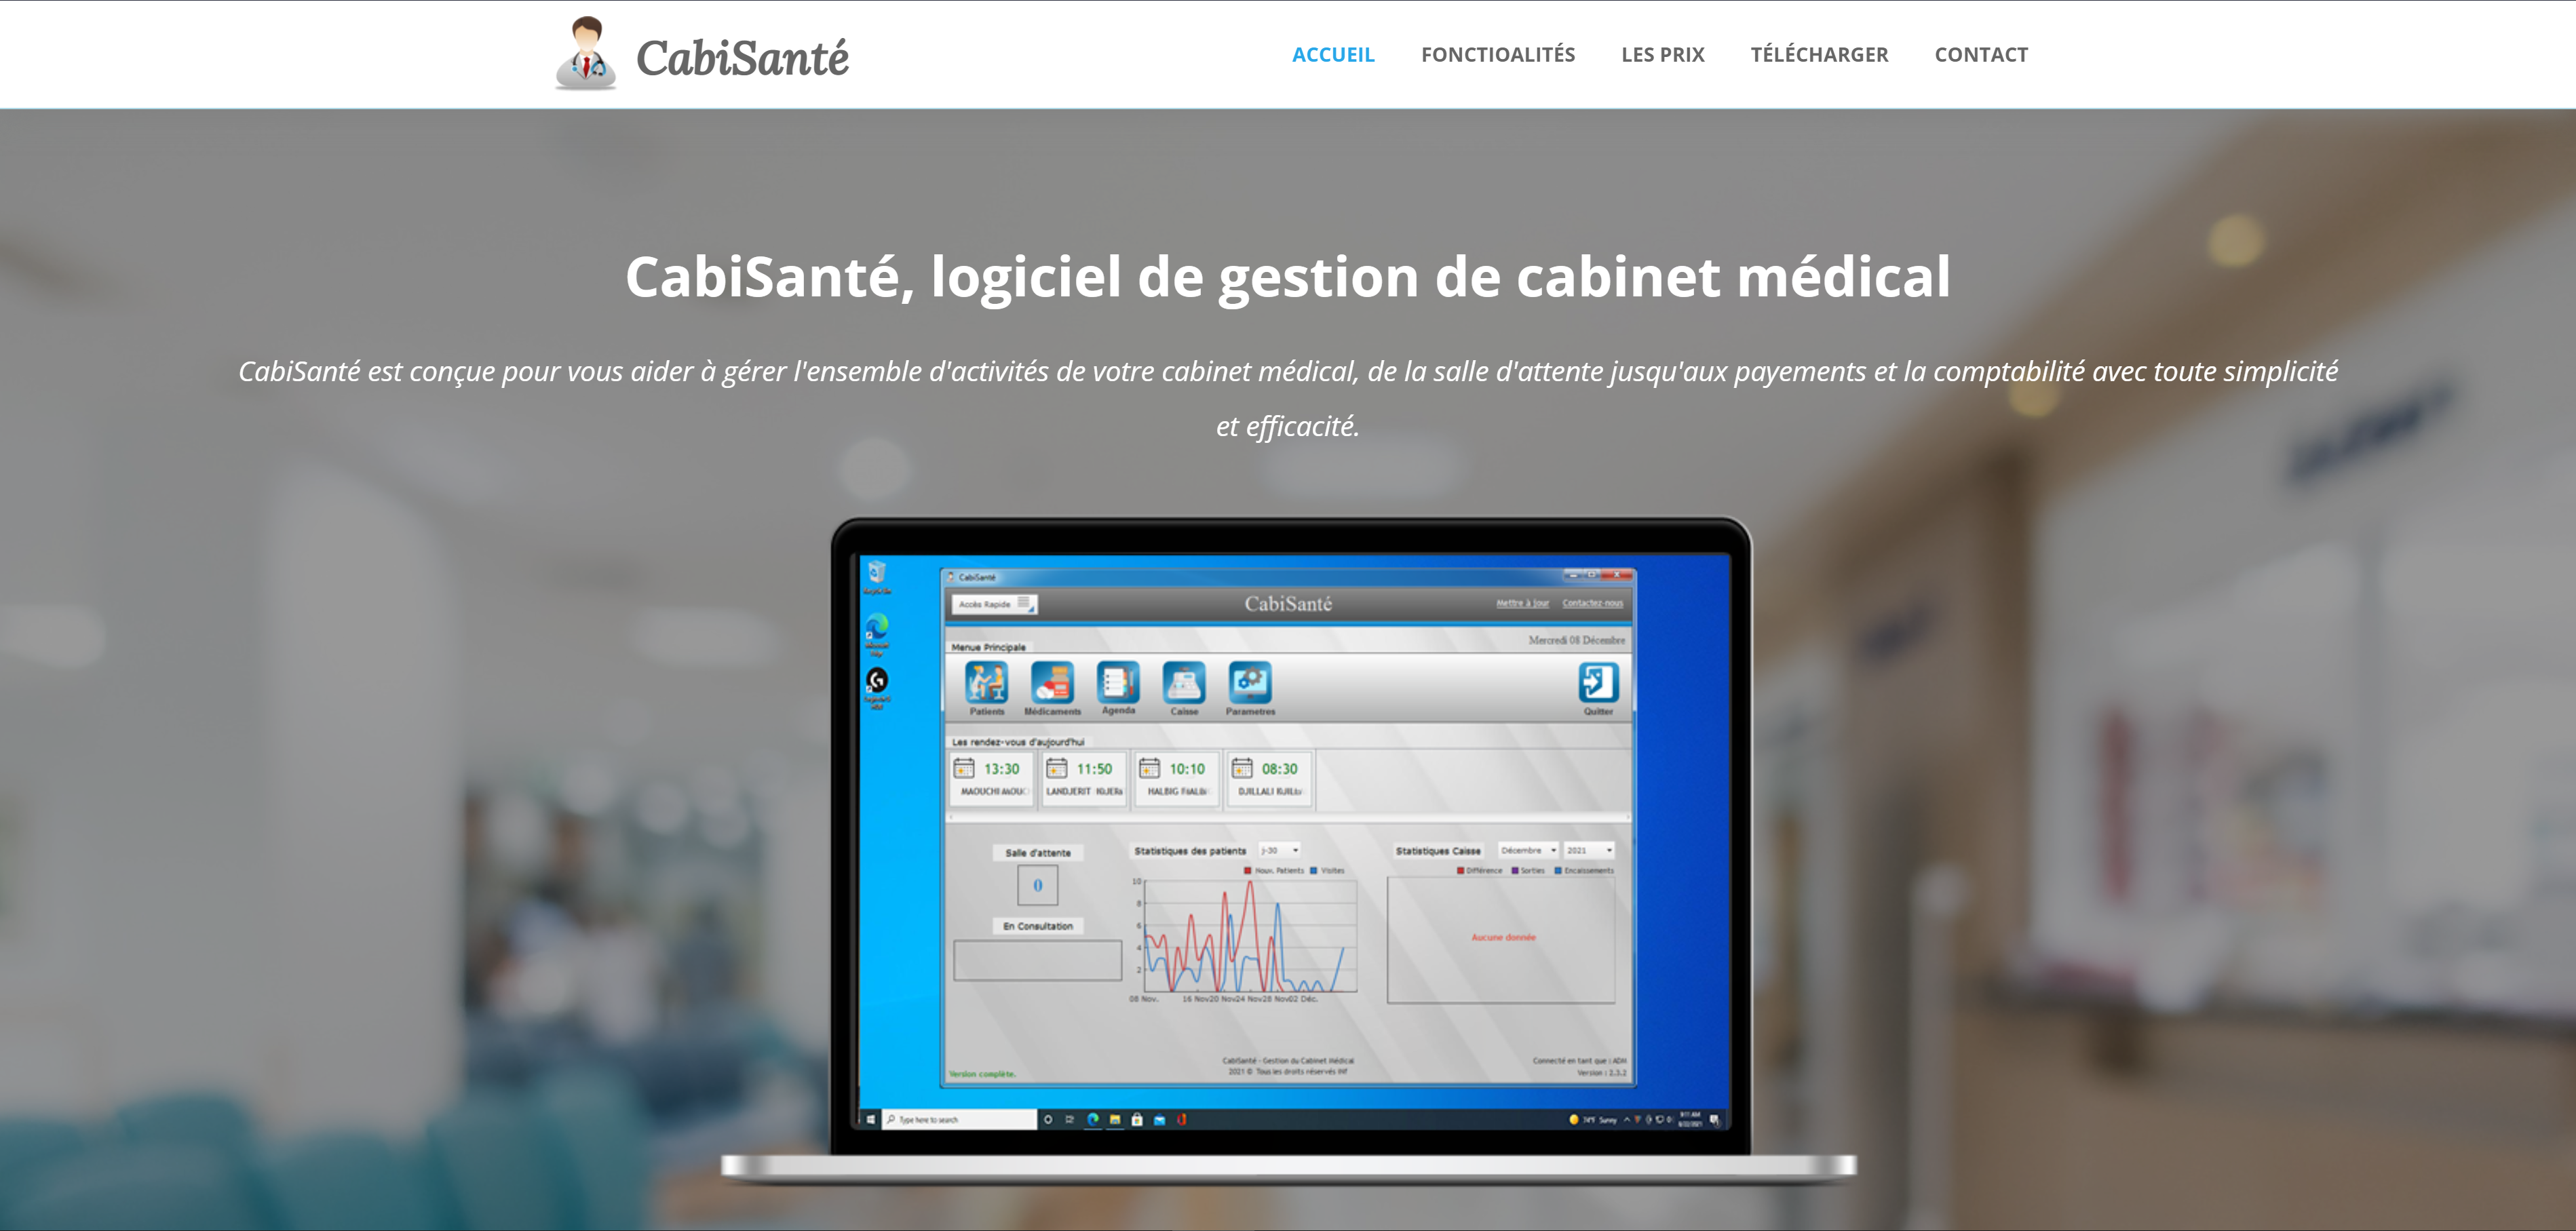 CabiSanté
ACCUEIL FONCTIOALITÉS LES PRIX TÉLÉCHARGER CONTACT
CabiSanté, logiciel de gestion de cabinet médical
CabiSanté est conçue pour vous aider à gérer l'ensemble d'activités de votre cabinet médical, de la salle d'attente jusqu'aux payements et la comptabilité avec toute simplicité
et efficacité.
CabiSanté
Accès Rapide CabiSanté Mettre à jour Contactez-nous
Mercredi 08 Décembre
Menue Principale
Patients Médicaments Agenda Caisse Parametres Quitter
Les rendez-vous d'aujourd'hui
13:30 11:50 10:10 08:30
MAOUCHI LANDJERIT HALBIG DJILLALI
Salle d'attente Statistiques des patients J-30 Statistiques Caisse Décembre 2021
Nouv. Patients Visites Différence Sorties Encaissements
0
En Consultation
10
8
6
4
2
08 Nov. 16 Nov20 Nov24 Nov28 Nov02 Déc.
Aucune donnée
CabiSanté - Gestion du Cabinet Médical
2021 © Tous les droits réservés INF
Connecté en tant que : ADM
Version : 2.3.2
Version complète.
Type here to search
74°F Sunny
9:11 AM